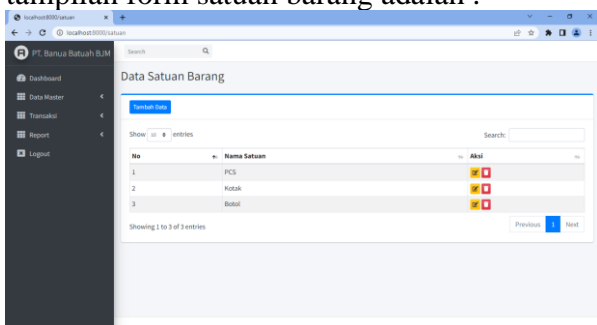 tampilan form satuan barang adalah :
localhost:8000/satuan
localhost:8000/satuan
PT. Banua Batuah BJM
Search
Dashboard
Data Master
Transaksi
Report
Logout
Data Satuan Barang
Tambah Data
Show 10 entries
Search:
No Nama Satuan Aksi
1 PCS
2 Kotak
3 Botol
Showing 1 to 3 of 3 entries
Previous 1 Next